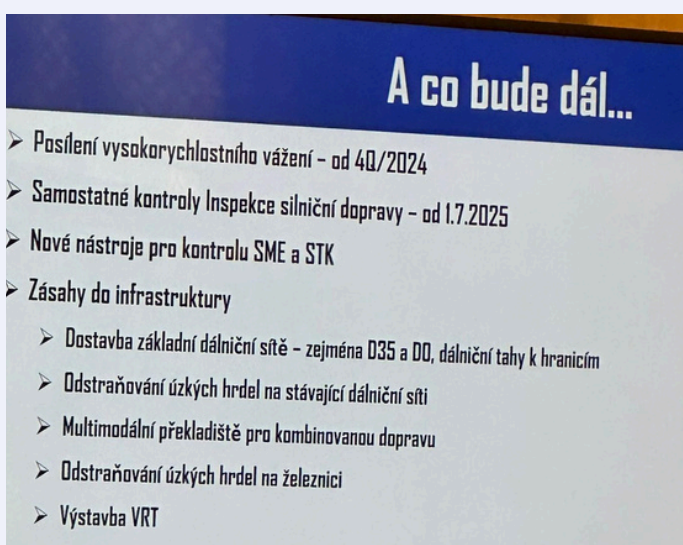 A co bude dál...
➢ Posílení vysokorychlostního vážení – od 4Q/2024
➢ Samostatné kontroly Inspekce silniční dopravy – od 1.7.2025
➢ Nové nástroje pro kontrolu SME a STK
➢ Zásahy do infrastruktury
➢ Dostavba základní dálniční sítě – zejména D35 a D0, dálniční tahy k hranicím
➢ Odstraňování úzkých hrdel na stávající dálniční síti
➢ Multimodální překladiště pro kombinovanou dopravu
➢ Odstraňování úzkých hrdel na železnici
➢ Výstavba VRT